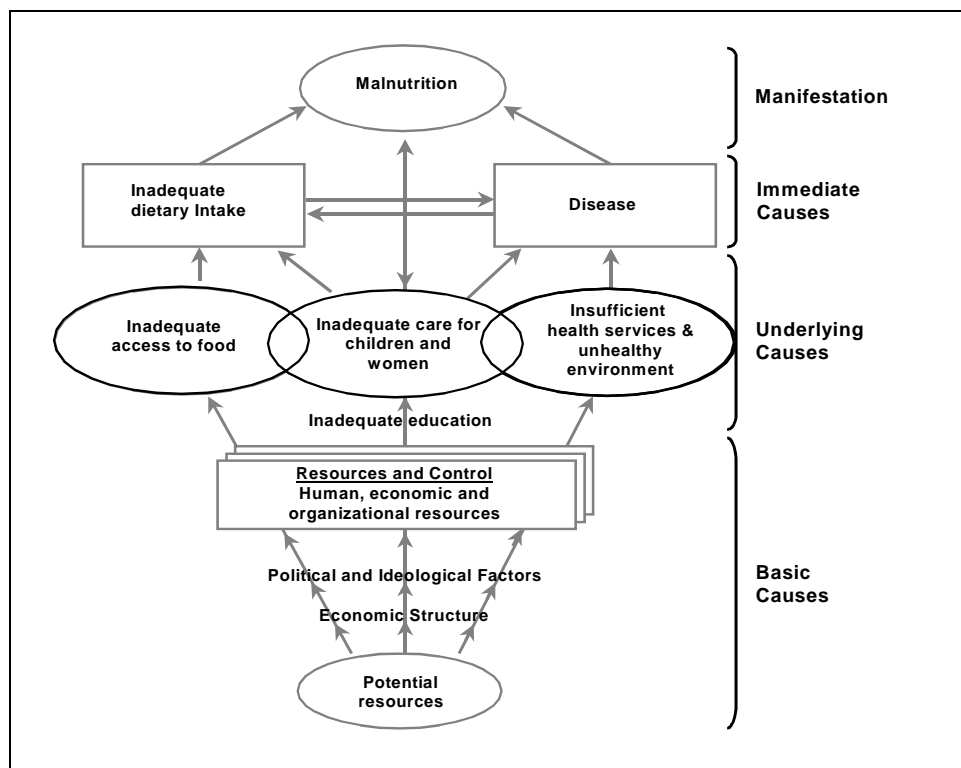 Malnutrition
Manifestation
Inadequate
dietary Intake
Disease
Immediate
Causes
Inadequate
access to food
Inadequate care for
children and
women
Insufficient
health services &
unhealthy
environment
Underlying
Causes
Inadequate education
Resources and Control
Human, economic and
organizational resources
Political and Ideological Factors
Economic Structure
Basic
Causes
Potential
resources